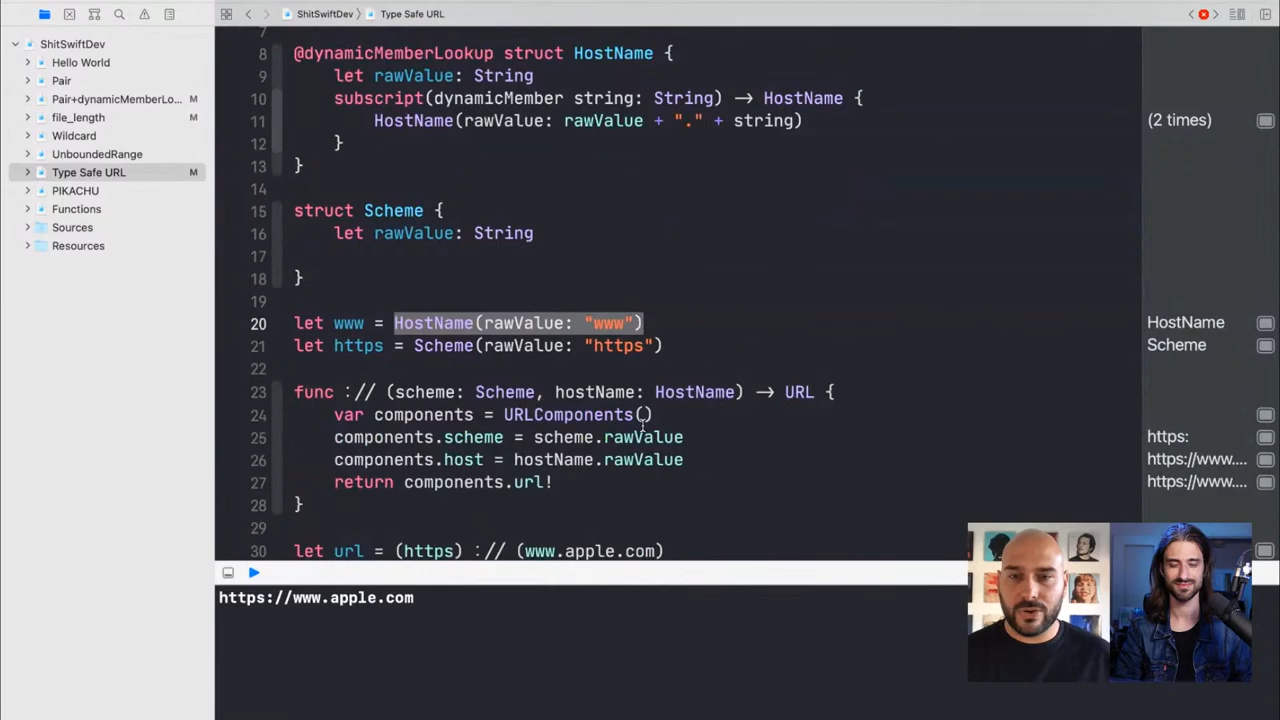 ShitSwiftDev
Type Safe URL
ShitSwiftDev
Hello World
Pair
Pair+dynamicMemberLo... M
file_length M
Wildcard
UnboundedRange
Type Safe URL M
PIKACHU
Functions
Sources
Resources
7
8 @dynamicMemberLookup struct HostName {
9 let rawValue: String
10 subscript(dynamicMember string: String) -> HostName {
11 HostName(rawValue: rawValue + "." + string)
12 }
13 }
14
15 struct Scheme {
16 let rawValue: String
17
18 }
19
20 let www = HostName(rawValue: "www")
21 let https = Scheme(rawValue: "https")
22
23 func :// (scheme: Scheme, hostName: HostName) -> URL {
24 var components = URLComponents()
25 components.scheme = scheme.rawValue
26 components.host = hostName.rawValue
27 return components.url!
28 }
29
30 let url = (https) :// (www.apple.com)
(2 times)
HostName
Scheme
https:
https://www....
https://www....
https://www.apple.com